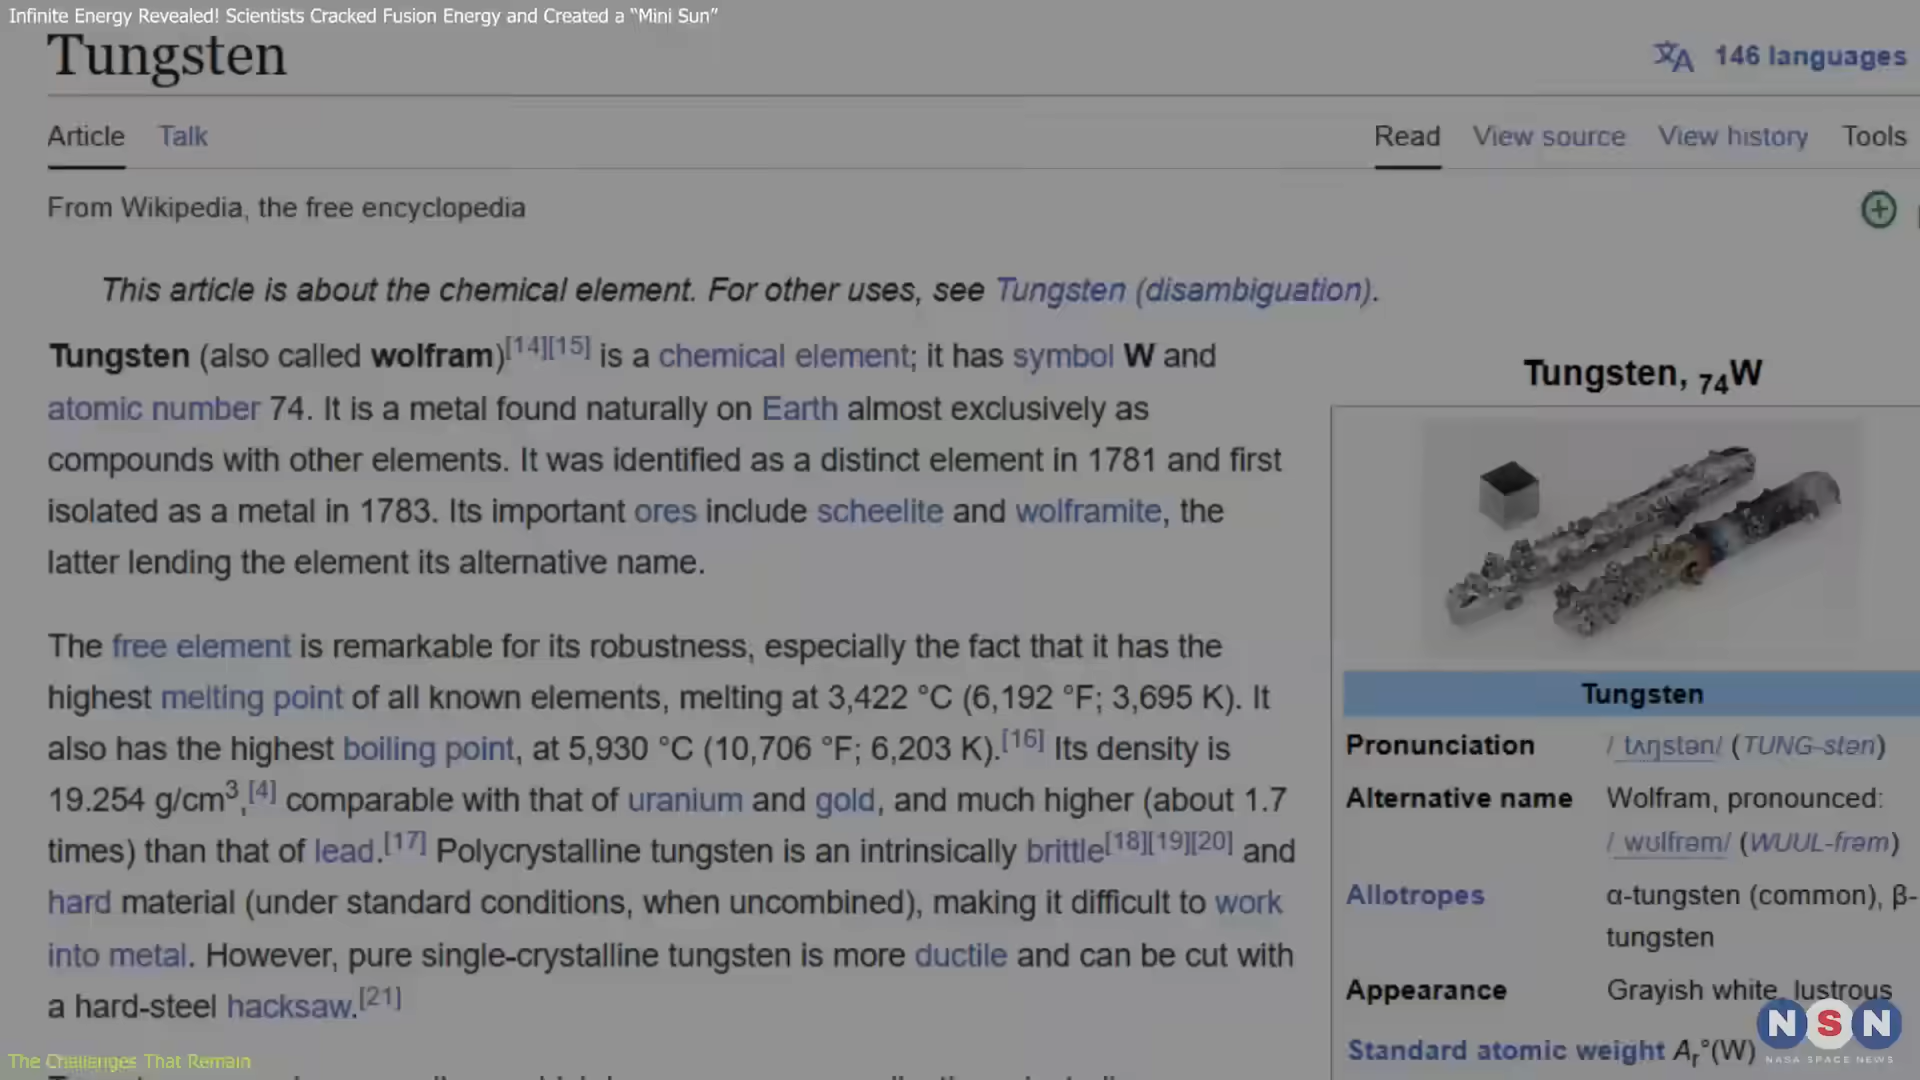 Infinite Energy Revealed! Scientists Cracked Fusion Energy and Created a “Mini Sun”
Tungsten
146 languages
Article Talk
Read View source View history Tools
From Wikipedia, the free encyclopedia
This article is about the chemical element. For other uses, see Tungsten (disambiguation).
Tungsten (also called wolfram)[14][15] is a chemical element; it has symbol W and
atomic number 74. It is a metal found naturally on Earth almost exclusively as
compounds with other elements. It was identified as a distinct element in 1781 and first
isolated as a metal in 1783. Its important ores include scheelite and wolframite, the
latter lending the element its alternative name.
The free element is remarkable for its robustness, especially the fact that it has the
highest melting point of all known elements, melting at 3,422 °C (6,192 °F; 3,695 K). It
also has the highest boiling point, at 5,930 °C (10,706 °F; 6,203 K).[16] Its density is
19.254 g/cm3,[4] comparable with that of uranium and gold, and much higher (about 1.7
times) than that of lead.[17] Polycrystalline tungsten is an intrinsically brittle[18][19][20] and
hard material (under standard conditions, when uncombined), making it difficult to work
into metal. However, pure single-crystalline tungsten is more ductile and can be cut with
a hard-steel hacksaw.[21]
Tungsten, 74W
Tungsten
Pronunciation /ˈtʌŋstən/ (TUNG-stən)
Alternative name Wolfram, pronounced:
/ˈwʊlfrəm/ (WUUL-frəm)
Allotropes α-tungsten (common), β-
tungsten
Appearance Grayish white, lustrous
Standard atomic weight Ar°(W)
NSN
NASA SPACE NEWS
The Challenges That Remain